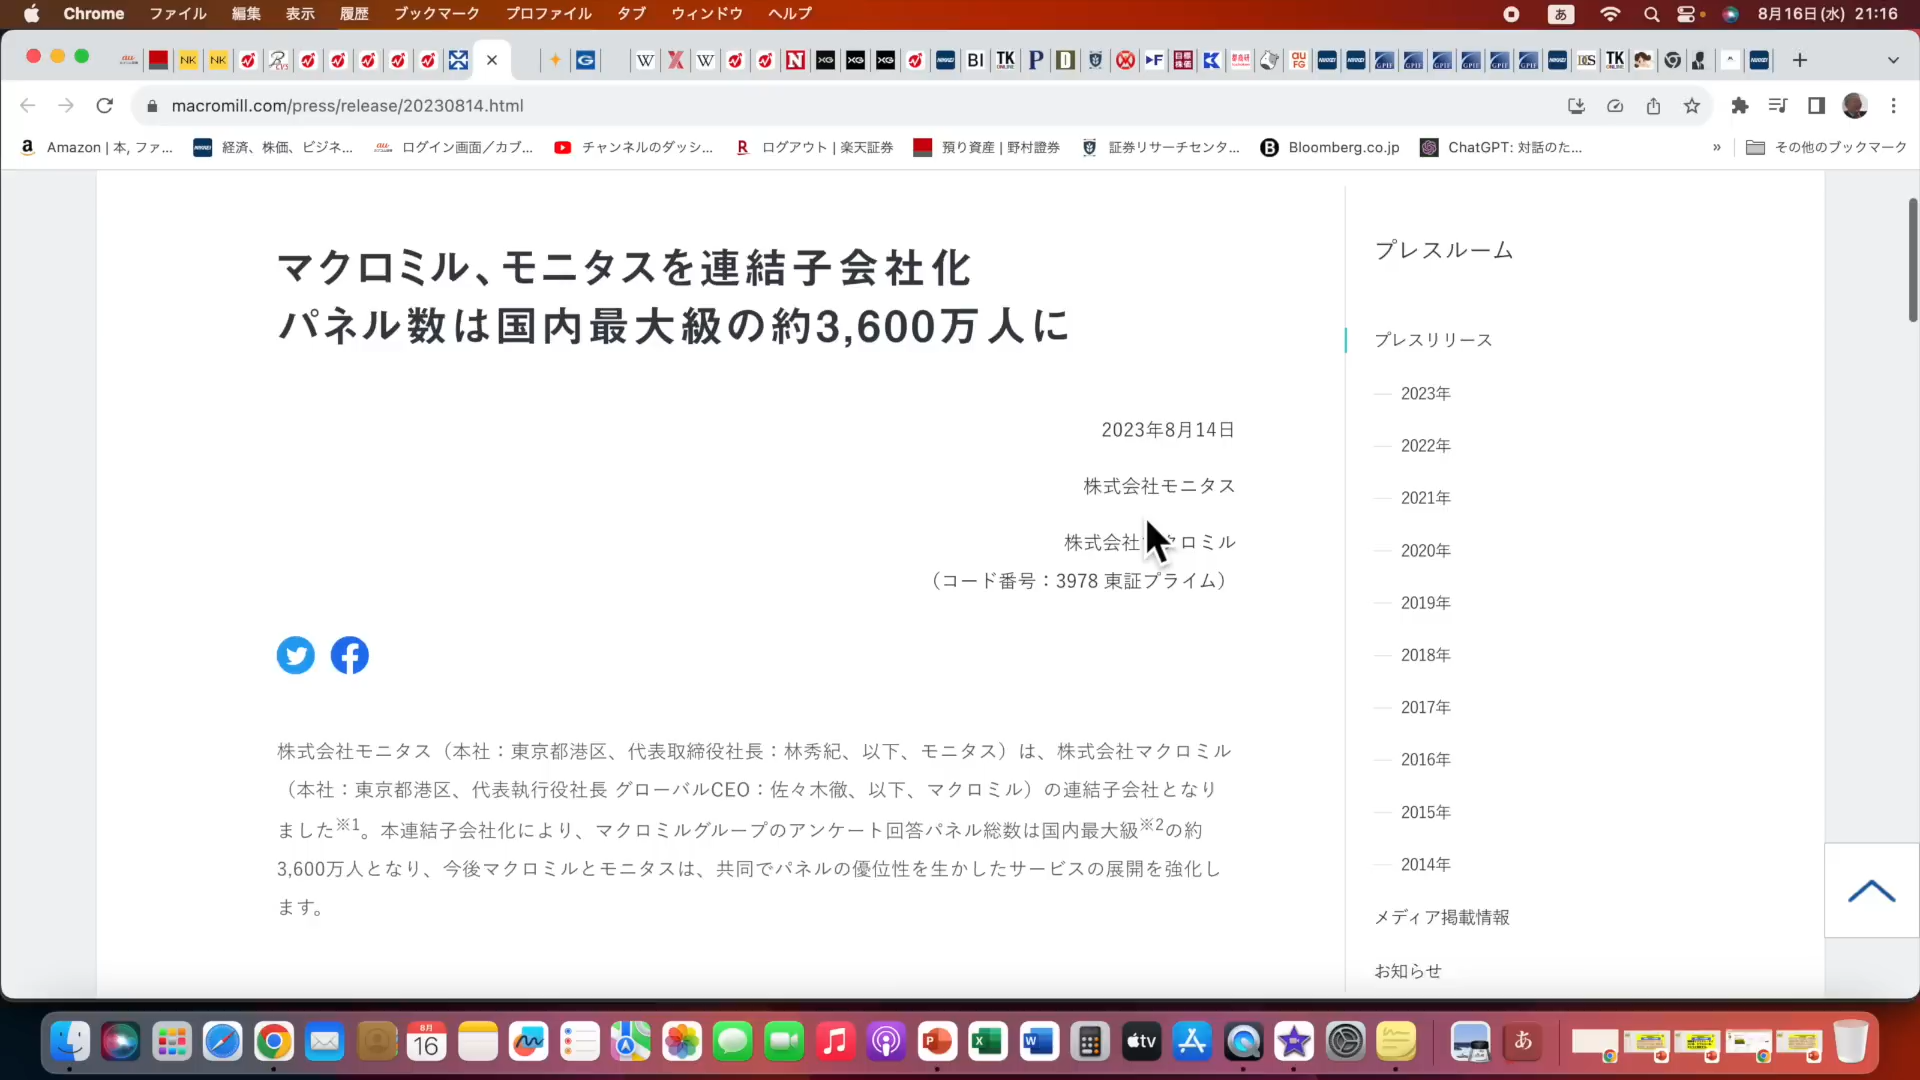 Chrome ファイル 編集 表示 履歴 ブックマーク プロファイル タブ ウィンドウ ヘルプ あ 8月16日(水) 21:16
macromill.com/press/release/20230814.html
Amazon | 本, ファ... 経済、株価、ビジネ... ログイン画面／カブ... チャンネルのダッシ... ログアウト | 楽天証券 預り資産 | 野村證券 証券リサーチセンタ... Bloomberg.co.jp ChatGPT: 対話のた... » その他のブックマーク
マクロミル、モニタスを連結子会社化
パネル数は国内最大級の約3,600万人に
2023年8月14日
株式会社モニタス
株式会社 クロミル
（コード番号：3978 東証プライム）
株式会社モニタス（本社：東京都港区、代表取締役社長：林秀紀、以下、モニタス）は、株式会社マクロミル
（本社：東京都港区、代表執行役社長 グローバルCEO：佐々木徹、以下、マクロミル）の連結子会社となり
ました※1。本連結子会社化により、マクロミルグループのアンケート回答パネル総数は国内最大級※2の約
3,600万人となり、今後マクロミルとモニタスは、共同でパネルの優位性を生かしたサービスの展開を強化し
ます。
プレスルーム
プレスリリース
2023年
2022年
2021年
2020年
2019年
2018年
2017年
2016年
2015年
2014年
メディア掲載情報
お知らせ
8月
16
tv
あ